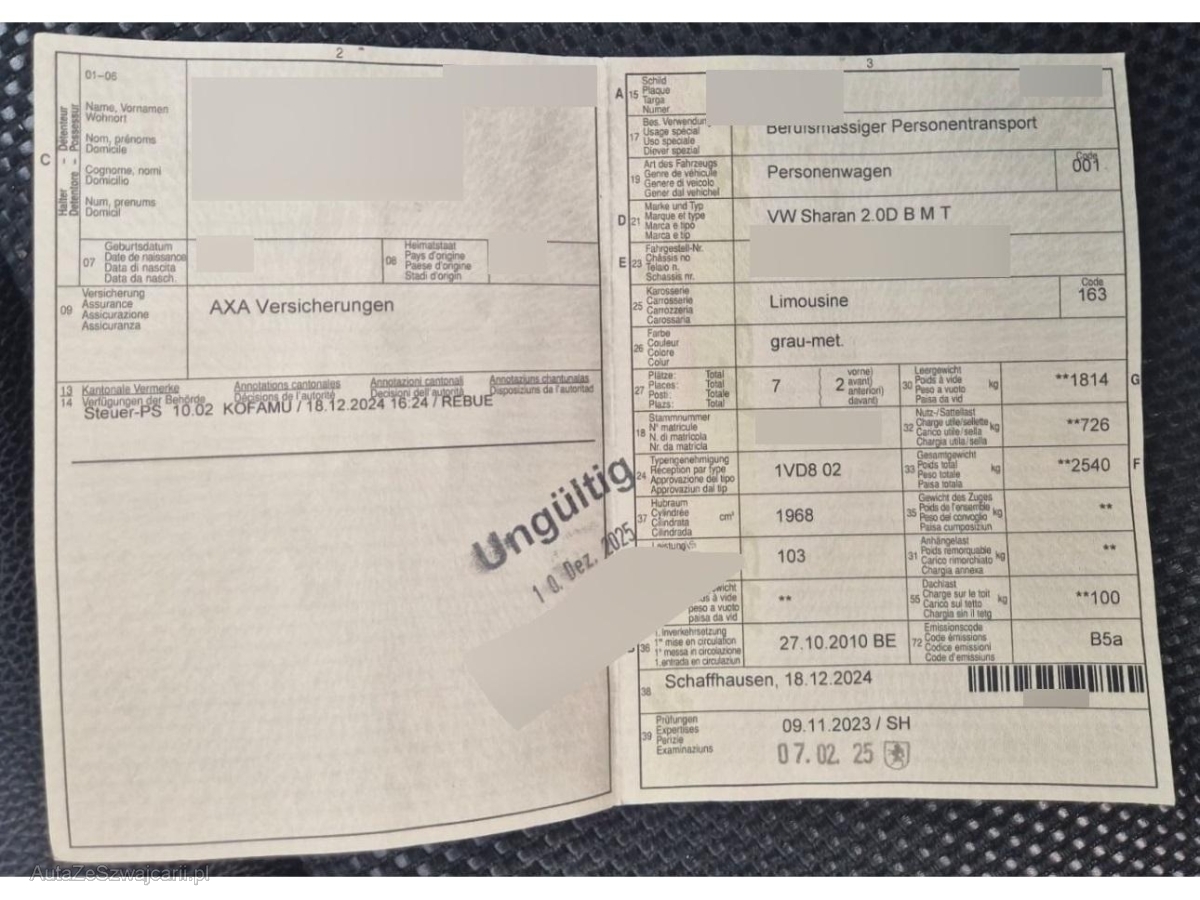 2
01-06
Halter - Détenteur
Detentore - Possessur
C
Name, Vornamen
Wohnort
Nom, prénoms
Domicile
Cognome, nomi
Domicilio
Num, prenums
Domicil
07
Geburtsdatum
Date de naissance
Data di nascita
Data da nasch.
08
Heimatstaat
Pays d'origine
Paese d'origine
Stadi d'origin
09
Versicherung
Assurance
Assicurazione
Assicuranza
AXA Versicherungen
13 Kantonale Vermerke Annotations cantonales Annotazioni cantonali Annotaziuns chantunalas
14 Verfügungen der Behörde Décisions de l'autorité Decisioni dell'autorità Disposiziuns da l'autoritad
Steuer-PS 10.02 KOFAMU / 18.12.2024 16:24 / REBUE
Ungültig
10. Dez. 2025
3
A 15
Schild
Plaque
Targa
Numer
17
Bes. Verwendun
Usage spécial
Uso speciale
Diever spezial
Berufsmässiger Personentransport
19
Art des Fahrzeugs
Genre de véhicule
Genere di veicolo
Gener dal vehichel
Personenwagen
Code
001
D 21
Marke und Typ
Marque et type
Marca e tipo
Marca e tip
VW Sharan 2.0D B M T
E 23
Fahrgestell-Nr.
Châssis no
Telaio n.
Schassis nr.
25
Karosserie
Carrosserie
Carrozzeria
Carossaria
Limousine
Code
163
26
Farbe
Couleur
Colore
Colur
grau-met.
27
Plätze: Total
Places: Total
Posti: Totale
Plazs: Total
7
2
vorne)
avant)
anteriori)
davant)
30
Leergewicht
Poids à vide
Peso a vuoto
Paisa da vid
kg
**1814
G
18
Stammnummer
N° matricule
N. di matricola
Nr. da matricla
32
Nutz-/Sattellast
Charge utile/sellette
Carico utile/sella
Chargia utila/sella
kg
**726
24
Typengenehmigung
Réception par type
Approvazione del tipo
Approvaziun dal tip
1VD8 02
33
Gesamtgewicht
Poids total
Peso totale
Paisa totala
kg
**2540
F
37
Hubraum
Cylindrée
Cilindrata
Cilindrada
cm³
1968
35
Gewicht des Zuges
Poids de l'ensemble
Peso del convoglio
Paisa cumposiziun
kg
**
103
31
Anhängelast
Poids remorquable
Carico rimorchiato
Chargia annexa
kg
**
wicht
à vide
peso a vuoto
paisa da vid
**
55
Dachlast
Charge sur le toit
Carico sul tetto
Chargia sin il tetg
kg
**100
36
1. Inverkehrsetzung
1re mise en circulation
1a messa in circolazione
1. entrada en circulaziun
27.10.2010 BE
72
Emissionscode
Code émissions
Codice emissioni
Code d'emissiuns
B5a
38
Schaffhausen, 18.12.2024
39
Prüfungen
Expertises
Perizie
Examinaziuns
09.11.2023 / SH
07. 02. 25
AutaZeSzwajcarii.pl